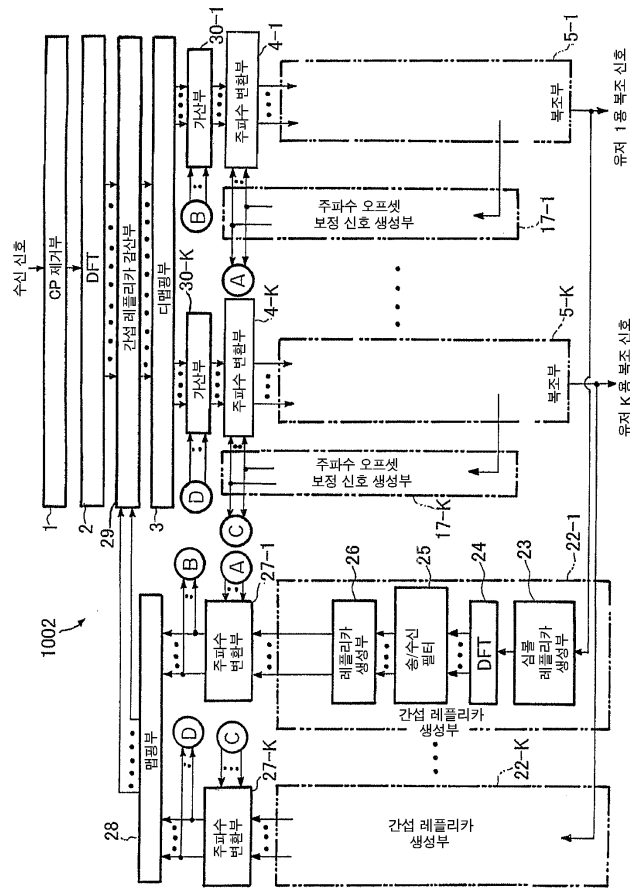 수신 신호
1
CP 제거부
2
DFT
29
간섭 레플리카 감산부
3
디맵핑부
1002
28
맵핑부
30-K
가산부
D
30-1
가산부
B
4-K
주파수 변환부
C
4-1
주파수 변환부
A
D
B
C
A
27-K
주파수
변환부
27-1
주파수
변환부
주파수 오프셋
보정 신호 생성부
17-K
주파수 오프셋
보정 신호 생성부
17-1
복조부
5-K
복조부
5-1
26
레플리카
생성부
25
송/수신
필터
24
DFT
23
심볼
레플리카
생성부
간섭 레플리카
생성부
22-1
간섭 레플리카
생성부
22-K
유저 K 용 복조 신호
유저 1 용 복조 신호